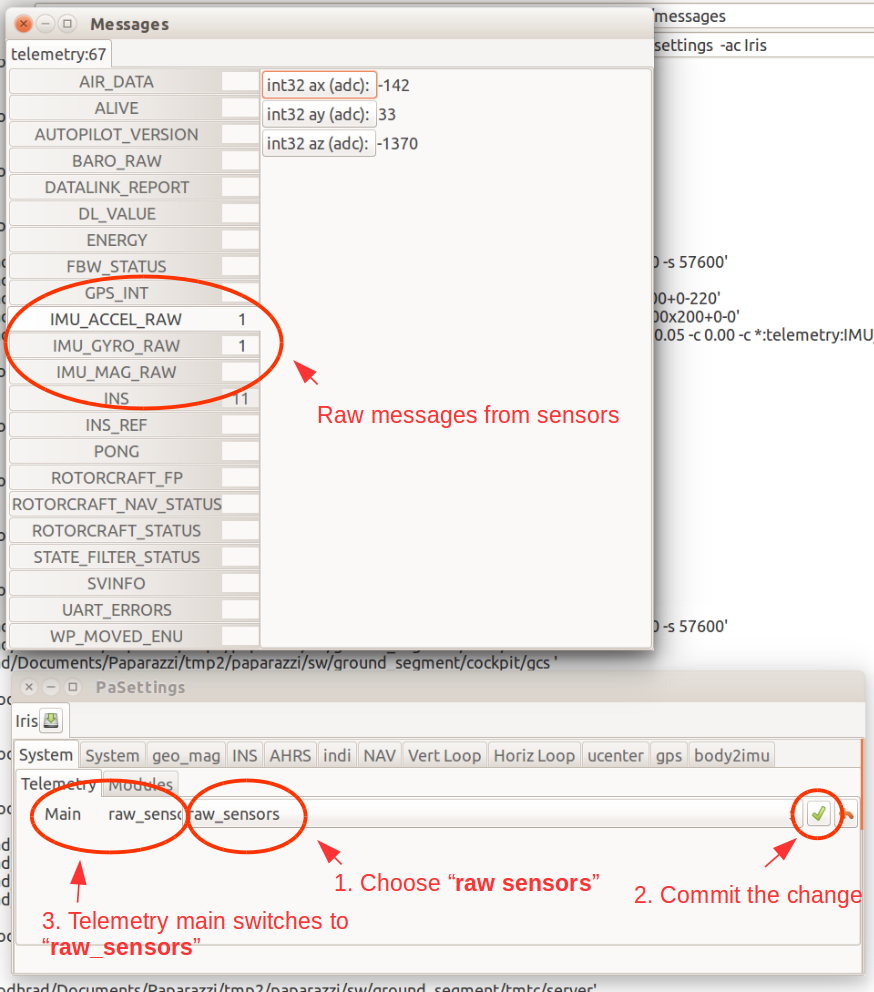 Messages
messages
settings -ac Iris
telemetry:67
AIR_DATA
ALIVE
AUTOPILOT_VERSION
BARO_RAW
DATALINK_REPORT
DL_VALUE
ENERGY
FBW_STATUS
GPS_INT
IMU_ACCEL_RAW 1
IMU_GYRO_RAW 1
IMU_MAG_RAW
INS 11
INS_REF
PONG
ROTORCRAFT_FP
ROTORCRAFT_NAV_STATUS
ROTORCRAFT_STATUS
STATE_FILTER_STATUS
SVINFO
UART_ERRORS
WP_MOVED_ENU
int32 ax (adc): -142
int32 ay (adc): 33
int32 az (adc): -1370
0 -s 57600'
00+0-220'
00x200+0-0'
0.05 -c 0.00 -c *:telemetry:IMU_
Raw messages from sensors
0 -s 57600'
d/Documents/Paparazzi/tmp2/paparazzi/sw/ground_segment/cockpit/gcs '
PaSettings
Iris
System System geo_mag INS AHRS indi NAV Vert Loop Horiz Loop ucenter gps body2imu
Telemetry Modules
Main raw_senso raw_sensors
1. Choose “raw sensors”
2. Commit the change
3. Telemetry main switches to
“raw_sensors”
odhrad/Documents/Paparazzi/tmp2/paparazzi/sw/ground_segment/tmtc/server'